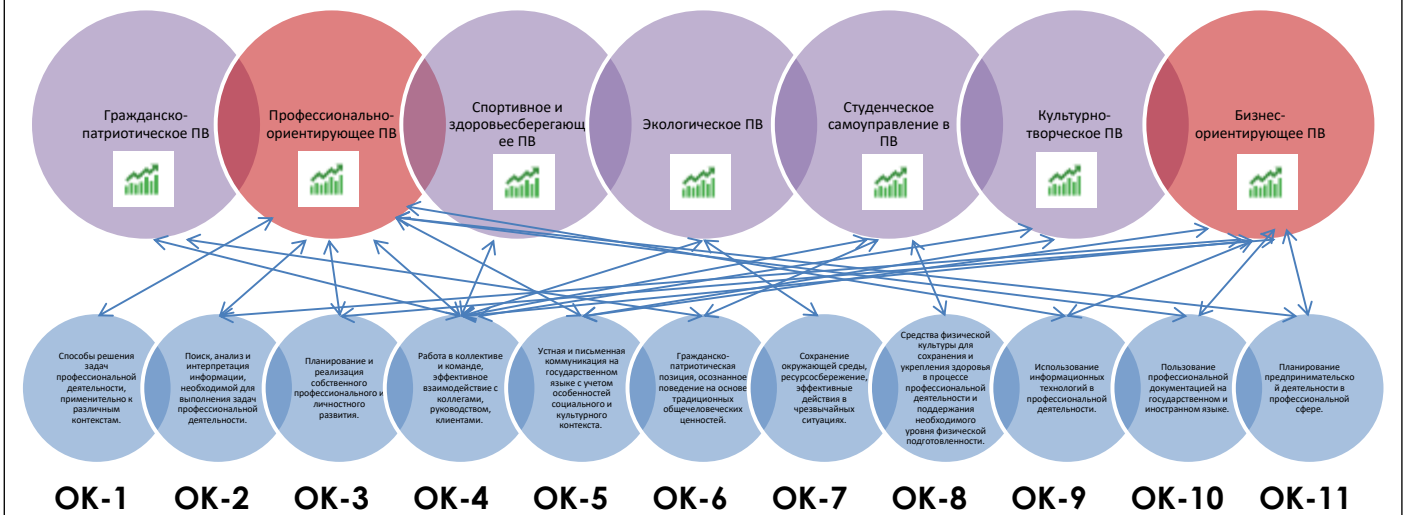 Гражданско-
патриотическое ПВ
Профессионально-
ориентирующее ПВ
Спортивное и
здоровьесберегающ
ее ПВ
Экологическое ПВ
Студенческое
самоуправление в
ПВ
Культурно-
творческое ПВ
Бизнес-
ориентирующее ПВ
Способы решения
задач
профессиональной
деятельности,
применительно к
различным
контекстам.
Поиск, анализ и
интерпретация
информации,
необходимой для
выполнения задач
профессиональной
деятельности.
Планирование и
реализация
собственного
профессионального и
личностного
развития.
Работа в коллективе
и команде,
эффективное
взаимодействие с
коллегами,
руководством,
клиентами.
Устная и письменная
коммуникация на
государственном
языке с учетом
особенностей
социального и
культурного
контекста.
Гражданско-
патриотическая
позиция, осознанное
поведение на основе
традиционных
общечеловеческих
ценностей.
Сохранение
окружающей среды,
ресурсосбережение,
эффективные
действия в
чрезвычайных
ситуациях.
Средства физической
культуры для
сохранения и
укрепления здоровья
в процессе
профессиональной
деятельности и
поддержания
необходимого
уровня физической
подготовленности.
Использование
информационных
технологий в
профессиональной
деятельности.
Пользование
профессиональной
документацией на
государственном и
иностранном языке.
Планирование
предпринимательско
й деятельности в
профессиональной
сфере.
ОК-1 ОК-2 ОК-3 ОК-4 ОК-5 ОК-6 ОК-7 ОК-8 ОК-9 ОК-10 ОК-11